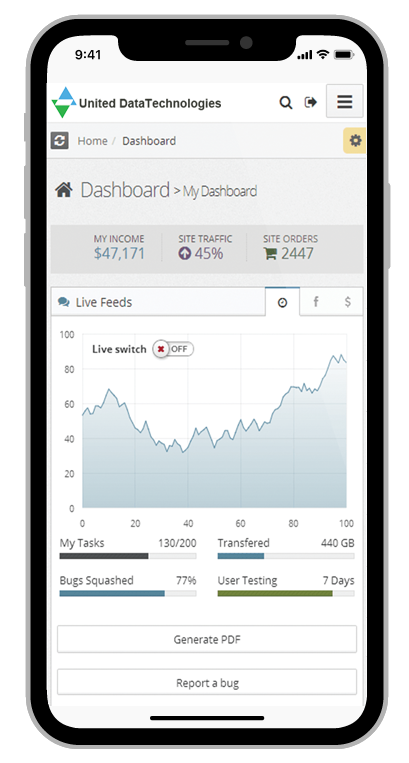 9:41
United DataTechnologies
Home / Dashboard
Dashboard > My Dashboard
MY INCOME SITE TRAFFIC SITE ORDERS
$47,171 45% 2447
Live Feeds f $
100
Live switch OFF
80
60
40
20
0
0 20 40 60 80 100
My Tasks 130/200 Transfered 440 GB
Bugs Squashed 77% User Testing 7 Days
Generate PDF
Report a bug